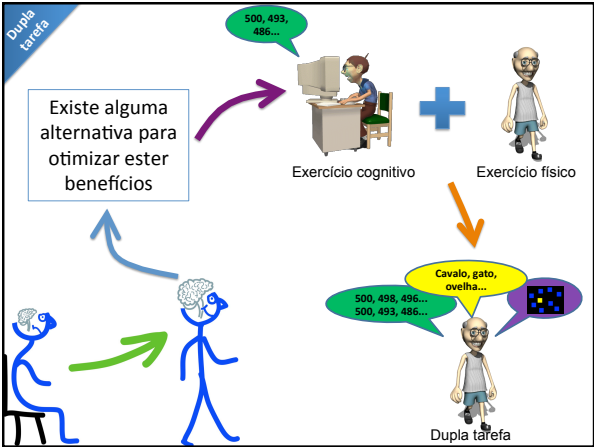 Dupla
tarefa
500, 493,
486...
Existe alguma
alternativa para
otimizar ester
benefícios
Exercício cognitivo
Exercício físico
Cavalo, gato,
ovelha...
500, 498, 496...
500, 493, 486...
Dupla tarefa